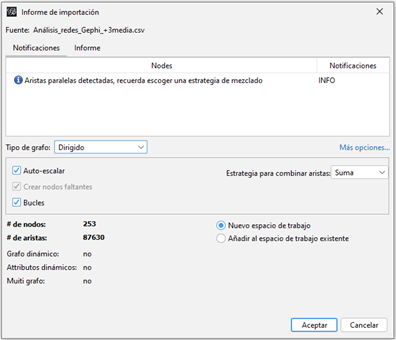 Informe de importación
Fuente: Análisis_redes_Gephi_+3media.csv
Notificaciones Informe
Nodes Notificaciones
Aristas paralelas detectadas, recuerda escoger una estrategia de mezclado INFO
Tipo de grafo: Dirigido Más opciones...
Auto-escalar Estrategia para combinar aristas: Suma
Crear nodos faltantes
Bucles
# de nodos: 253 Nuevo espacio de trabajo
# de aristas: 87630 Añadir al espacio de trabajo existente
Grafo dinámico: no
Attributos dinámicos: no
Muiti grafo: no
Aceptar Cancelar